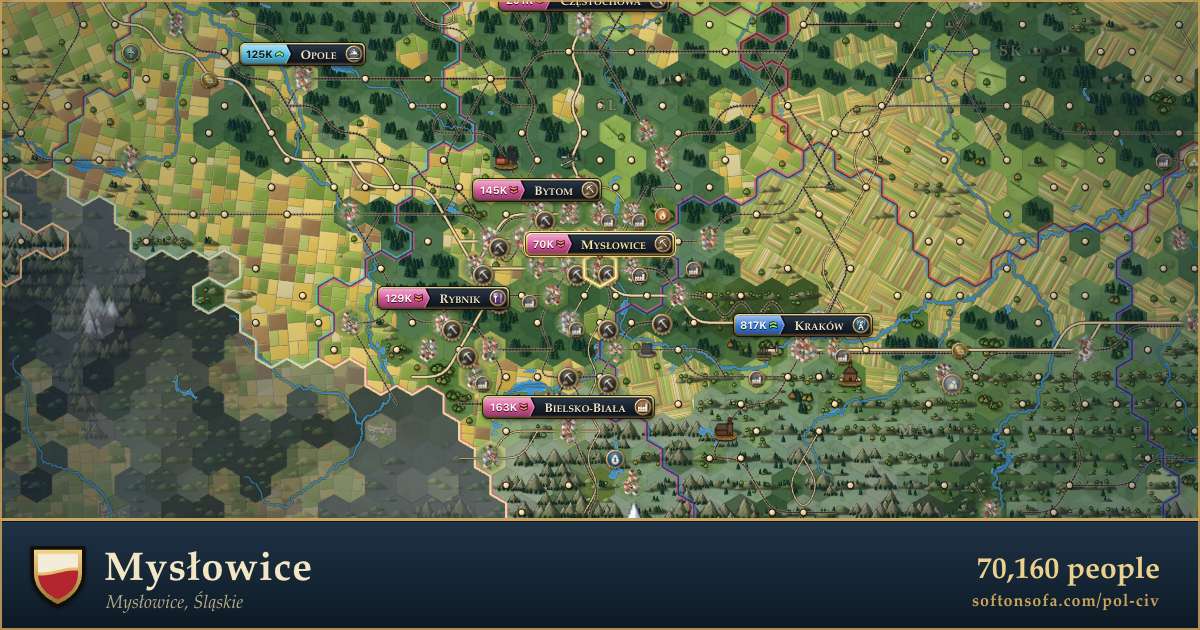 CZĘSTOCHOWA
125K OPOLE
145K BYTOM
70K MYSŁOWICE
129K RYBNIK
817K KRAKÓW
163K BIELSKO-BIAŁA
Mysłowice
Mysłowice, Śląskie
70,160 people
softonsofa.com/pol-civ